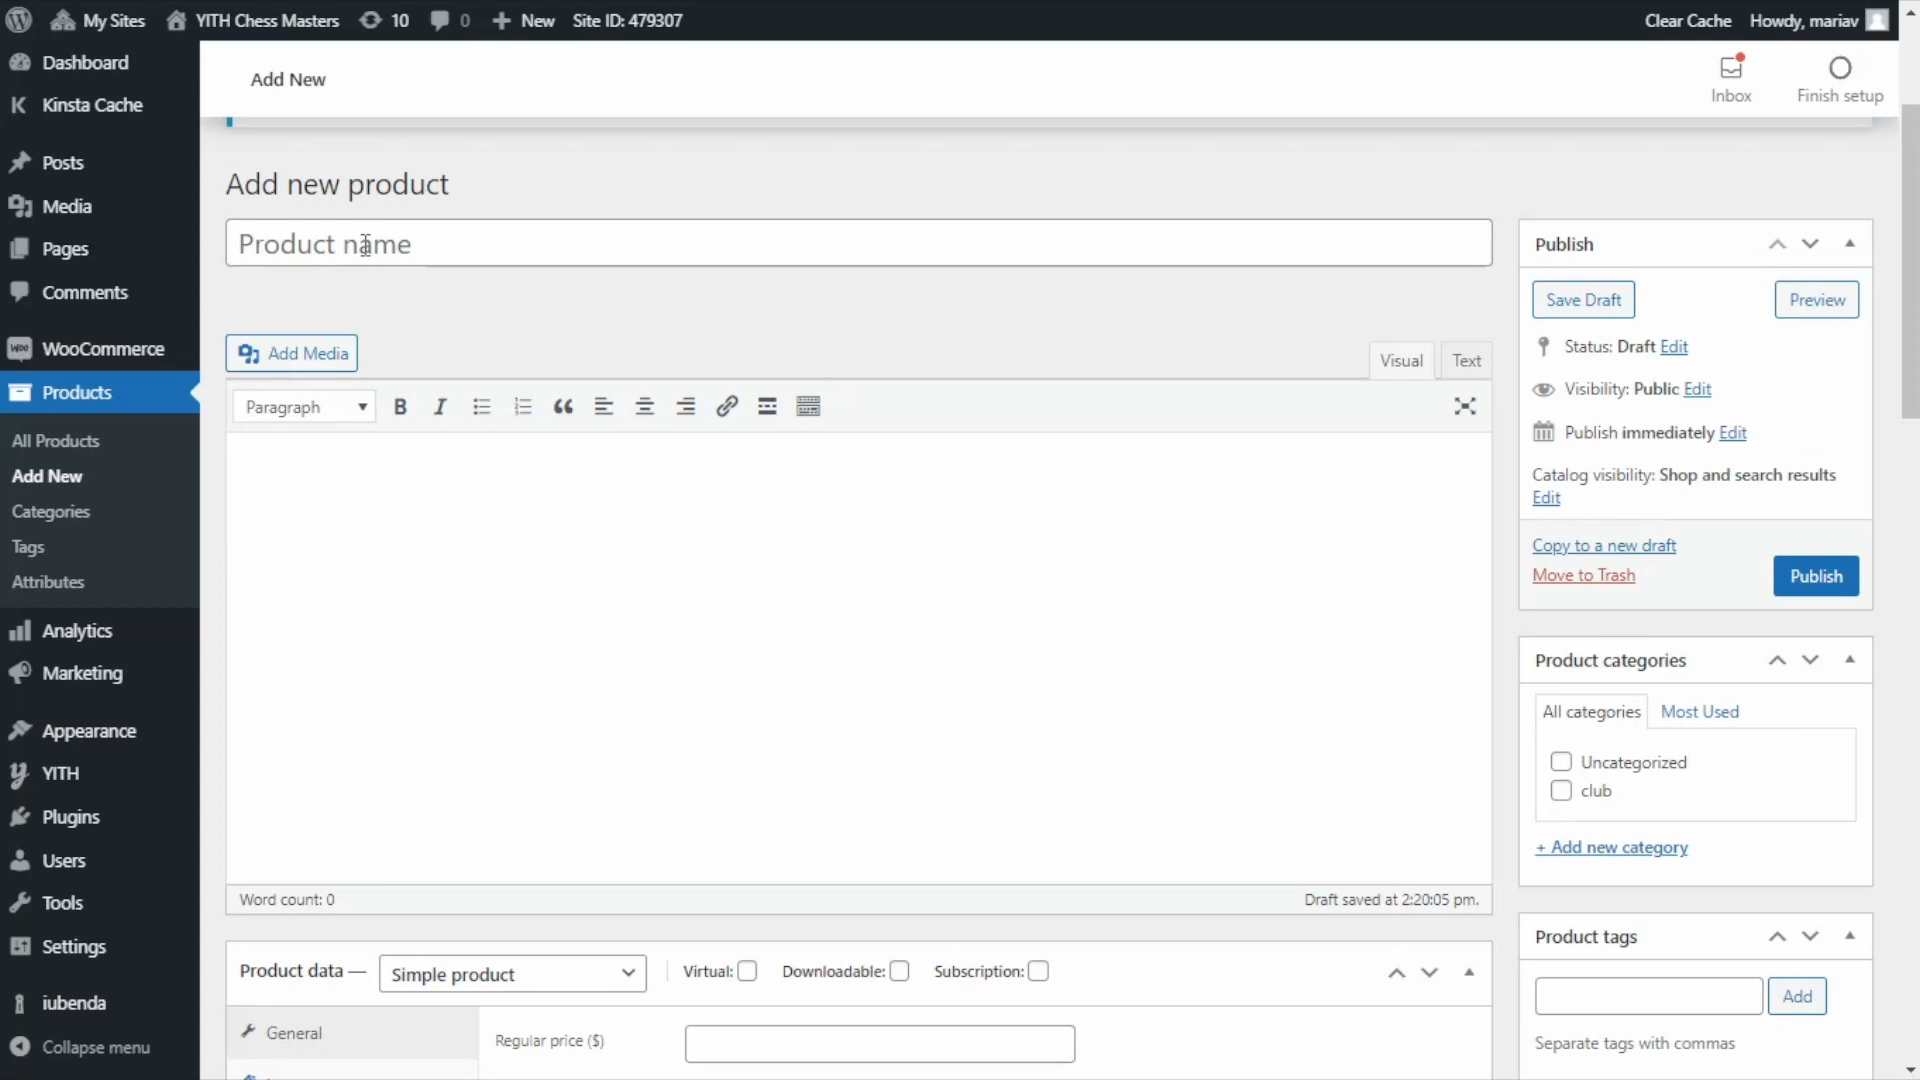 My Sites
YITH Chess Masters
10
0
New
Site ID: 479307
Clear Cache
Howdy, mariav
Dashboard
Kinsta Cache
Posts
Media
Pages
Comments
WooCommerce
Products
All Products
Add New
Categories
Tags
Attributes
Analytics
Marketing
Appearance
YITH
Plugins
Users
Tools
Settings
iubenda
Collapse menu
Add New
Inbox
Finish setup
Add new product
Product name
Add Media
Visual
Text
Paragraph
Word count: 0
Draft saved at 2:20:05 pm.
Product data —
Simple product
Virtual:
Downloadable:
Subscription:
General
Regular price ($)
Publish
Save Draft
Preview
Status: Draft Edit
Visibility: Public Edit
Publish immediately Edit
Catalog visibility: Shop and search results
Edit
Copy to a new draft
Move to Trash
Publish
Product categories
All categories
Most Used
Uncategorized
club
+ Add new category
Product tags
Add
Separate tags with commas